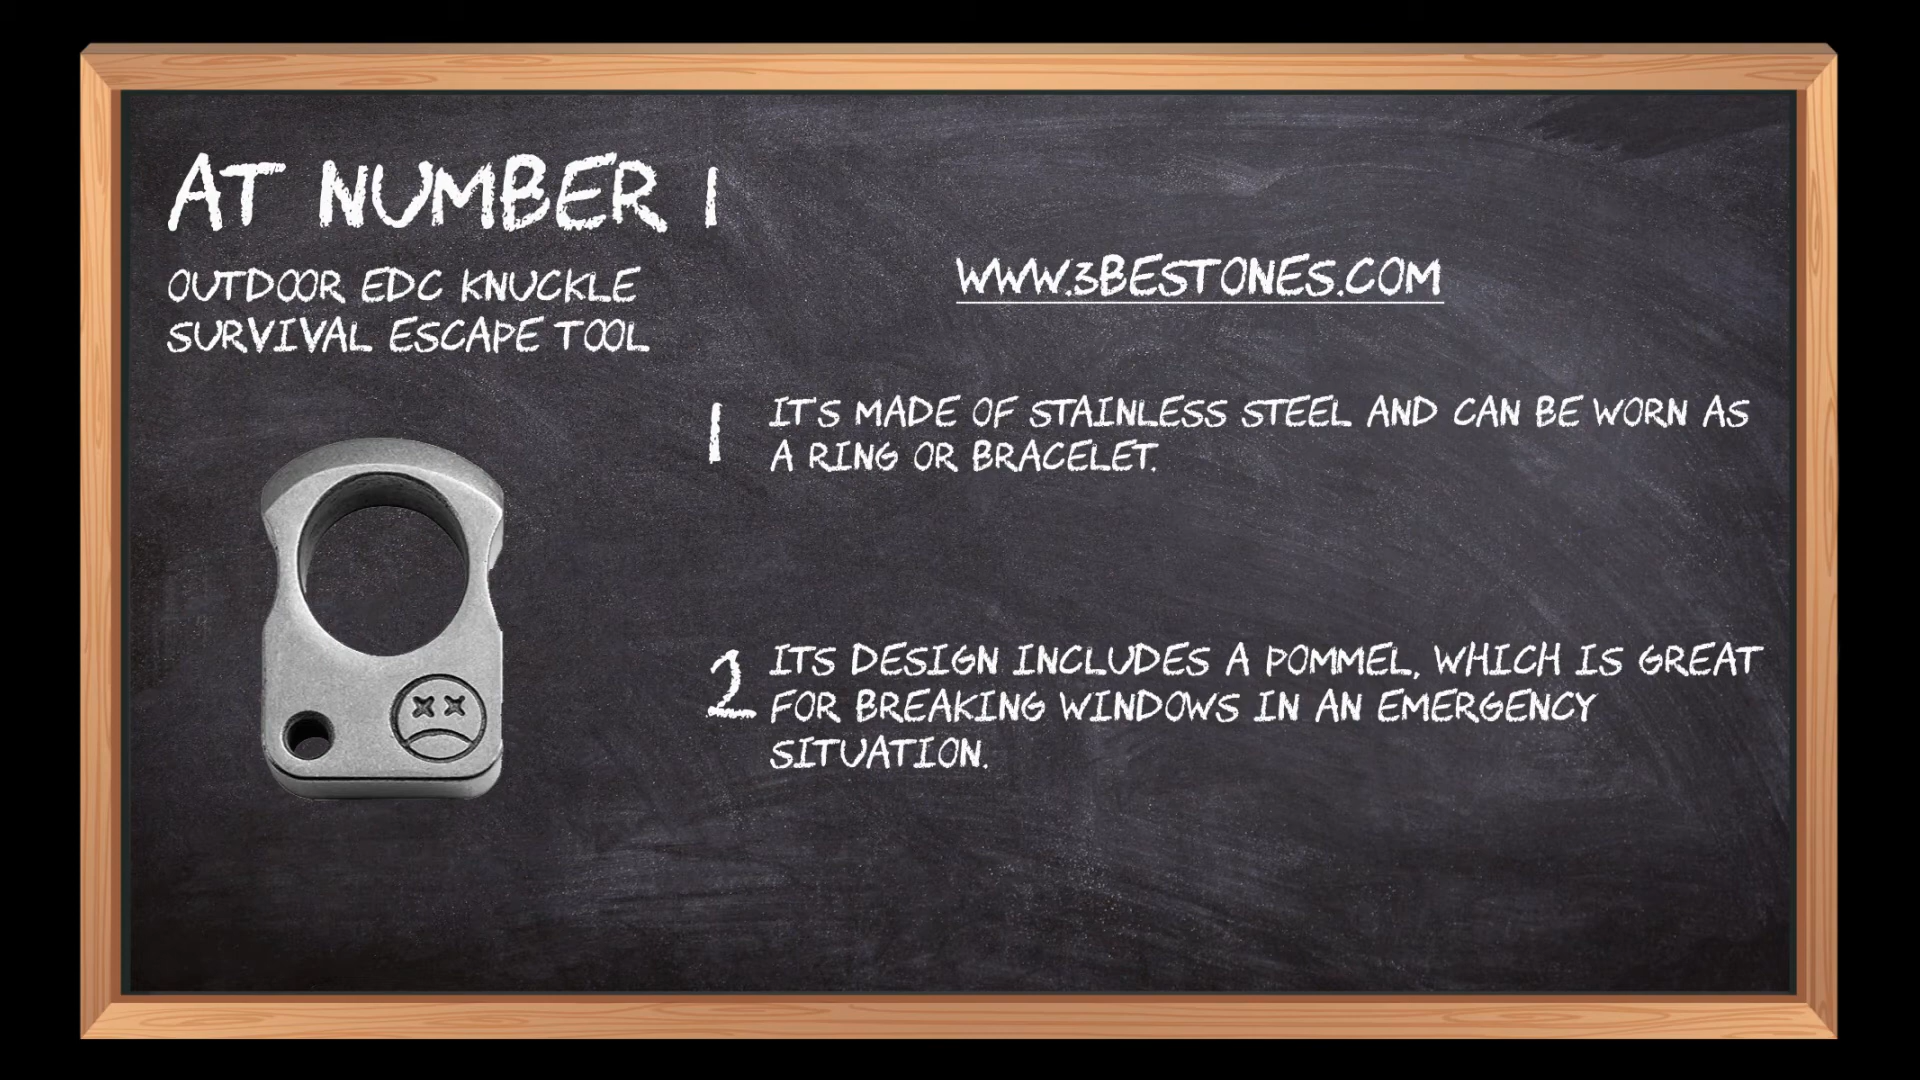 AT NUMBER 1
OUTDOOR EDC KNUCKLE
SURVIVAL ESCAPE TOOL
WWW.3BESTONES.COM
1 IT'S MADE OF STAINLESS STEEL AND CAN BE WORN AS
A RING OR BRACELET.
2 ITS DESIGN INCLUDES A POMMEL, WHICH IS GREAT
FOR BREAKING WINDOWS IN AN EMERGENCY
SITUATION.